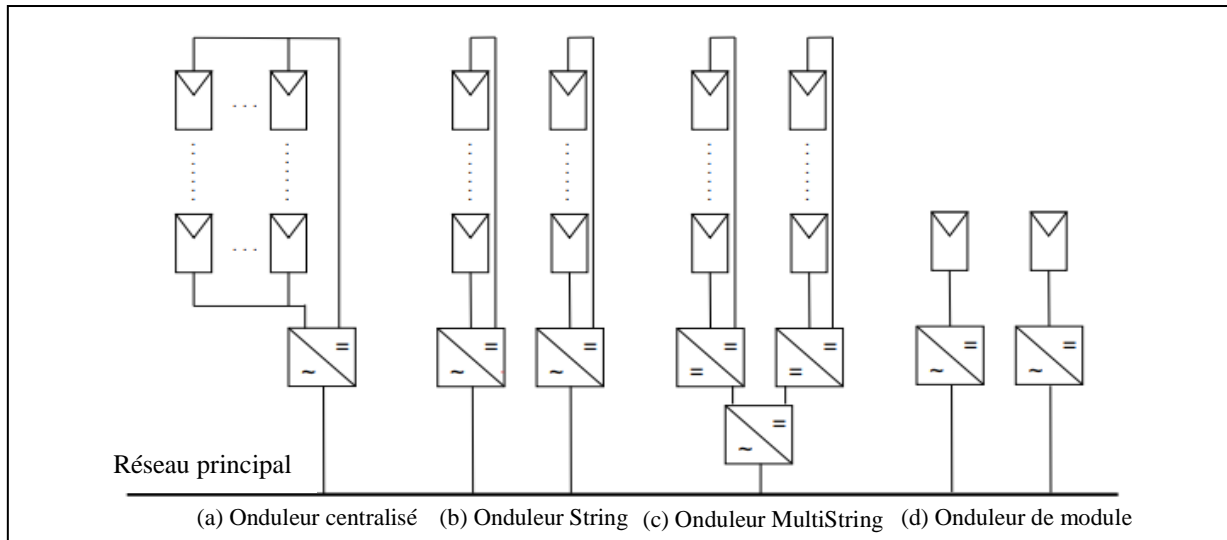 = = = = = = =
~ ~ ~ = = ~ ~
=
~
Réseau principal
(a) Onduleur centralisé (b) Onduleur String (c) Onduleur MultiString (d) Onduleur de module